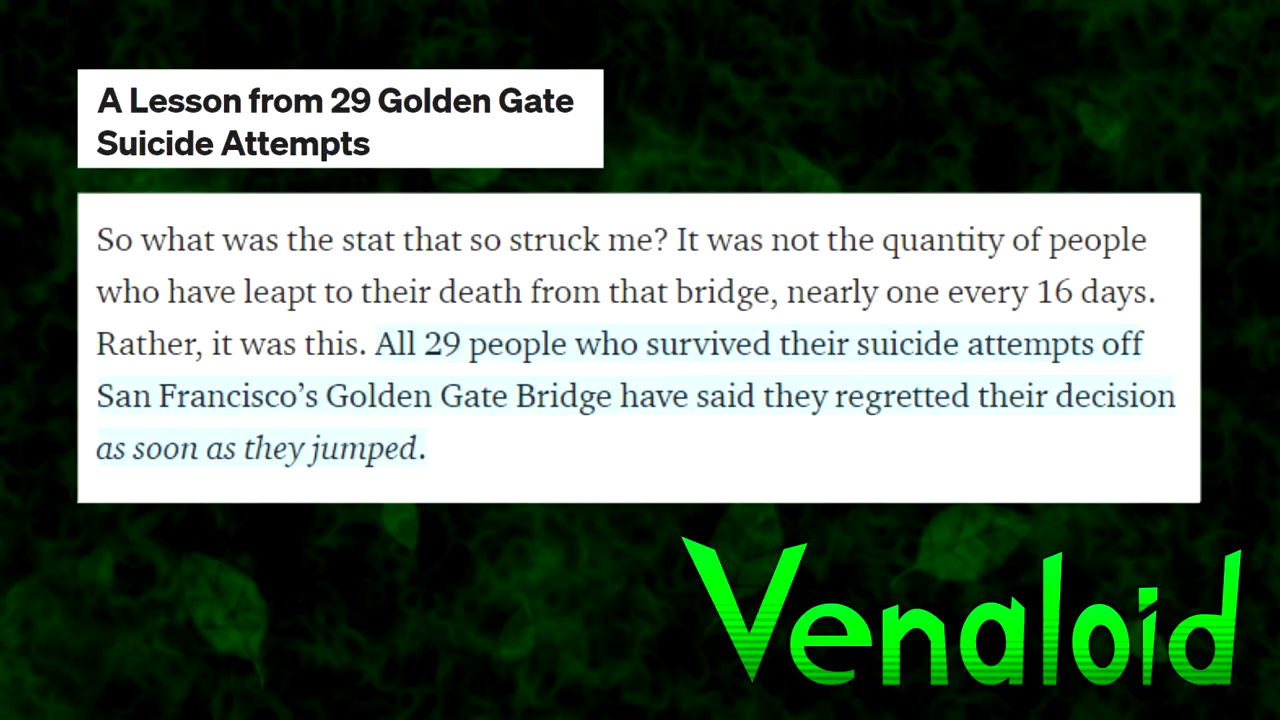 A Lesson from 29 Golden Gate
Suicide Attempts
So what was the stat that so struck me? It was not the quantity of people
who have leapt to their death from that bridge, nearly one every 16 days.
Rather, it was this. All 29 people who survived their suicide attempts off
San Francisco’s Golden Gate Bridge have said they regretted their decision
as soon as they jumped.
Venaloid